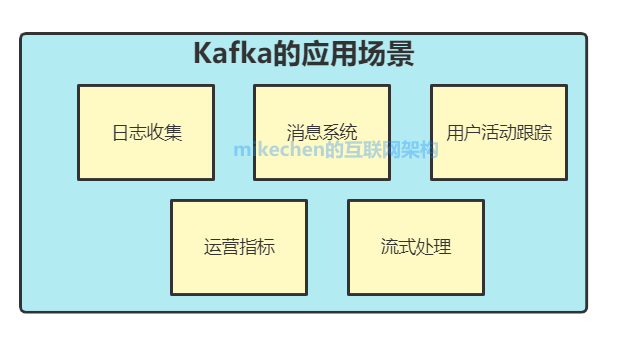 Kafka的应用场景
日志收集
消息系统
用户活动跟踪
mikechen的互联网架构
运营指标
流式处理